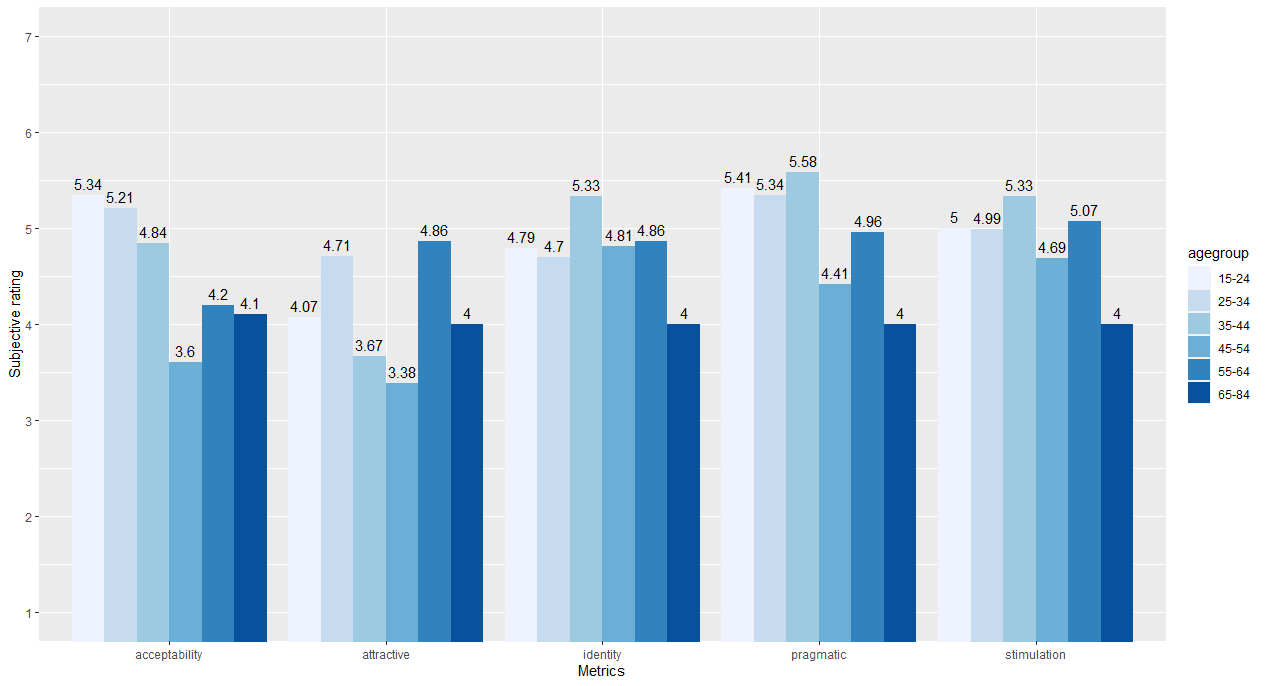 Subjective rating
7
6
5
4
3
2
1
5.34 5.21 4.84 3.6 4.2 4.1
4.07 4.71 3.67 3.38 4.86 4
4.79 4.7 5.33 4.81 4.86 4
5.41 5.34 5.58 4.41 4.96 4
5 4.99 5.33 4.69 5.07 4
acceptability attractive identity pragmatic stimulation
Metrics
agegroup
15-24
25-34
35-44
45-54
55-64
65-84